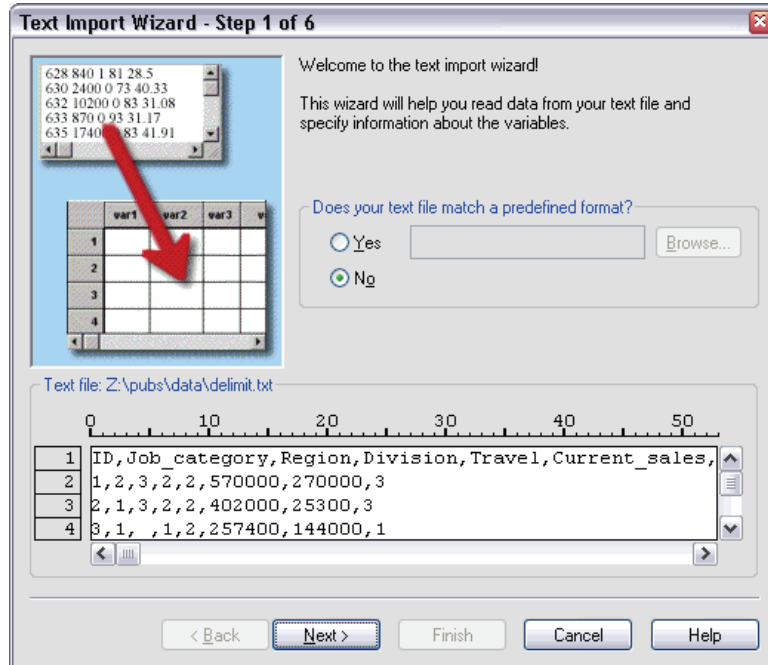 Text Import Wizard - Step 1 of 6
628 840 1 81 28.5
630 2400 0 73 40.33
632 10200 0 83 31.08
633 870 0 93 31.17
635 1740 83 41.91
var1 var2 var3 v
1
2
3
4
Welcome to the text import wizard!
This wizard will help you read data from your text file and
specify information about the variables.
Does your text file match a predefined format?
Yes Browse...
No
Text file: Z:\pubs\data\delimit.txt
0 10 20 30 40 50
1 ID,Job_category,Region,Division,Travel,Current_sales,
2 1,2,3,2,2,570000,270000,3
3 2,1,3,2,2,402000,25300,3
4 3,1, ,1,2,257400,144000,1
< Back Next > Finish Cancel Help